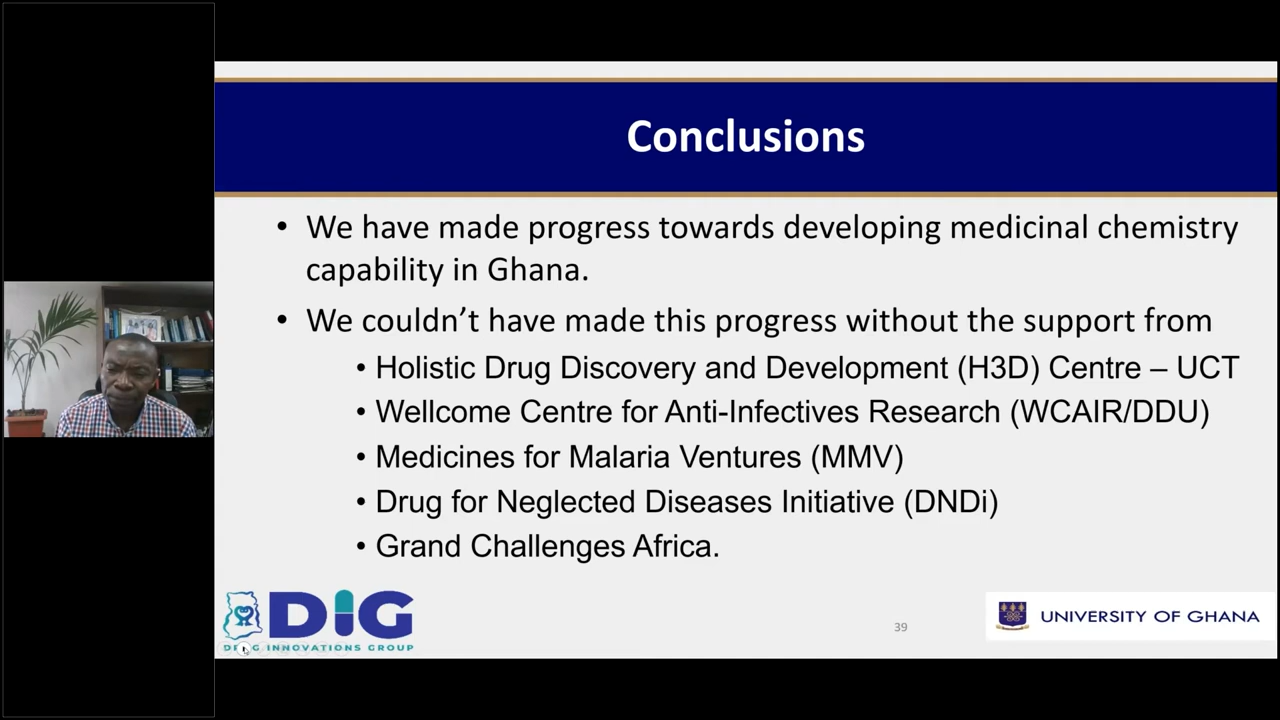 Conclusions
• We have made progress towards developing medicinal chemistry
capability in Ghana.
• We couldn’t have made this progress without the support from
• Holistic Drug Discovery and Development (H3D) Centre – UCT
• Wellcome Centre for Anti-Infectives Research (WCAIR/DDU)
• Medicines for Malaria Ventures (MMV)
• Drug for Neglected Diseases Initiative (DNDi)
• Grand Challenges Africa.
DIG
DRUG INNOVATIONS GROUP
39
UNIVERSITY OF GHANA